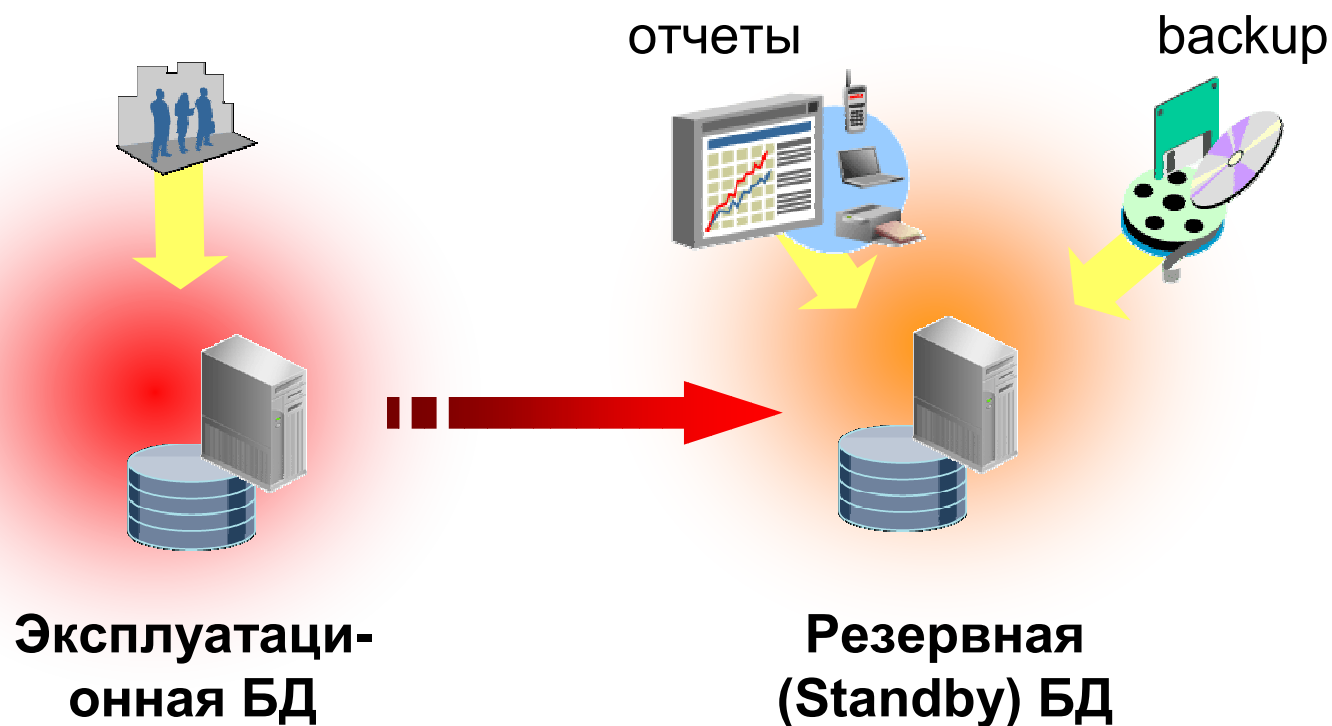 отчеты
backup
Эксплуатаци-
онная БД
Резервная
(Standby) БД